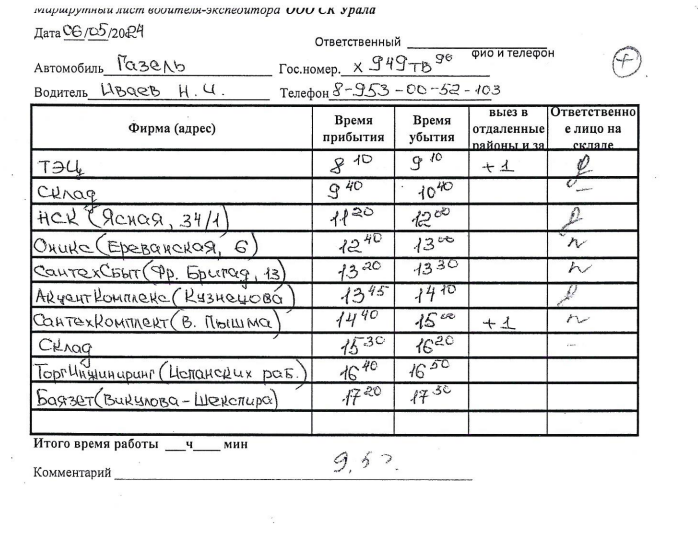 Маршрутный лист водителя-экспедитора ООО СК Урала
Дата 06/05/2024
Ответственный
фио и телефон
Автомобиль Газель Гос.номер. х 949 тв 96
Водитель Иваев Н. И. Телефон 8-953-00-52-103
Фирма (адрес) Время прибытия Время убытия выез в отдаленные районы и за Ответственное лицо на складе
ТЭЦ 8 10 9 10 +1
Склад 9 40 10 40 –
НСК (Ясная, 34/1) 11 20 12 00
Оникс (Ереванская, 6) 12 40 13 00
СантехСбыт (Фр. Бригад, 13) 13 20 13 30
АкцентКомплекс (Кузнецова) 13 45 14 10
СантехКомплект (В. Пышма) 14 40 15 00 +1
Склад 15 30 16 20 –
ТоргИнжиниринг (Испанских раб.) 16 40 16 50
Баязет (Викулова-Шекспира) 17 20 17 30
Итого время работы ч мин
Комментарий